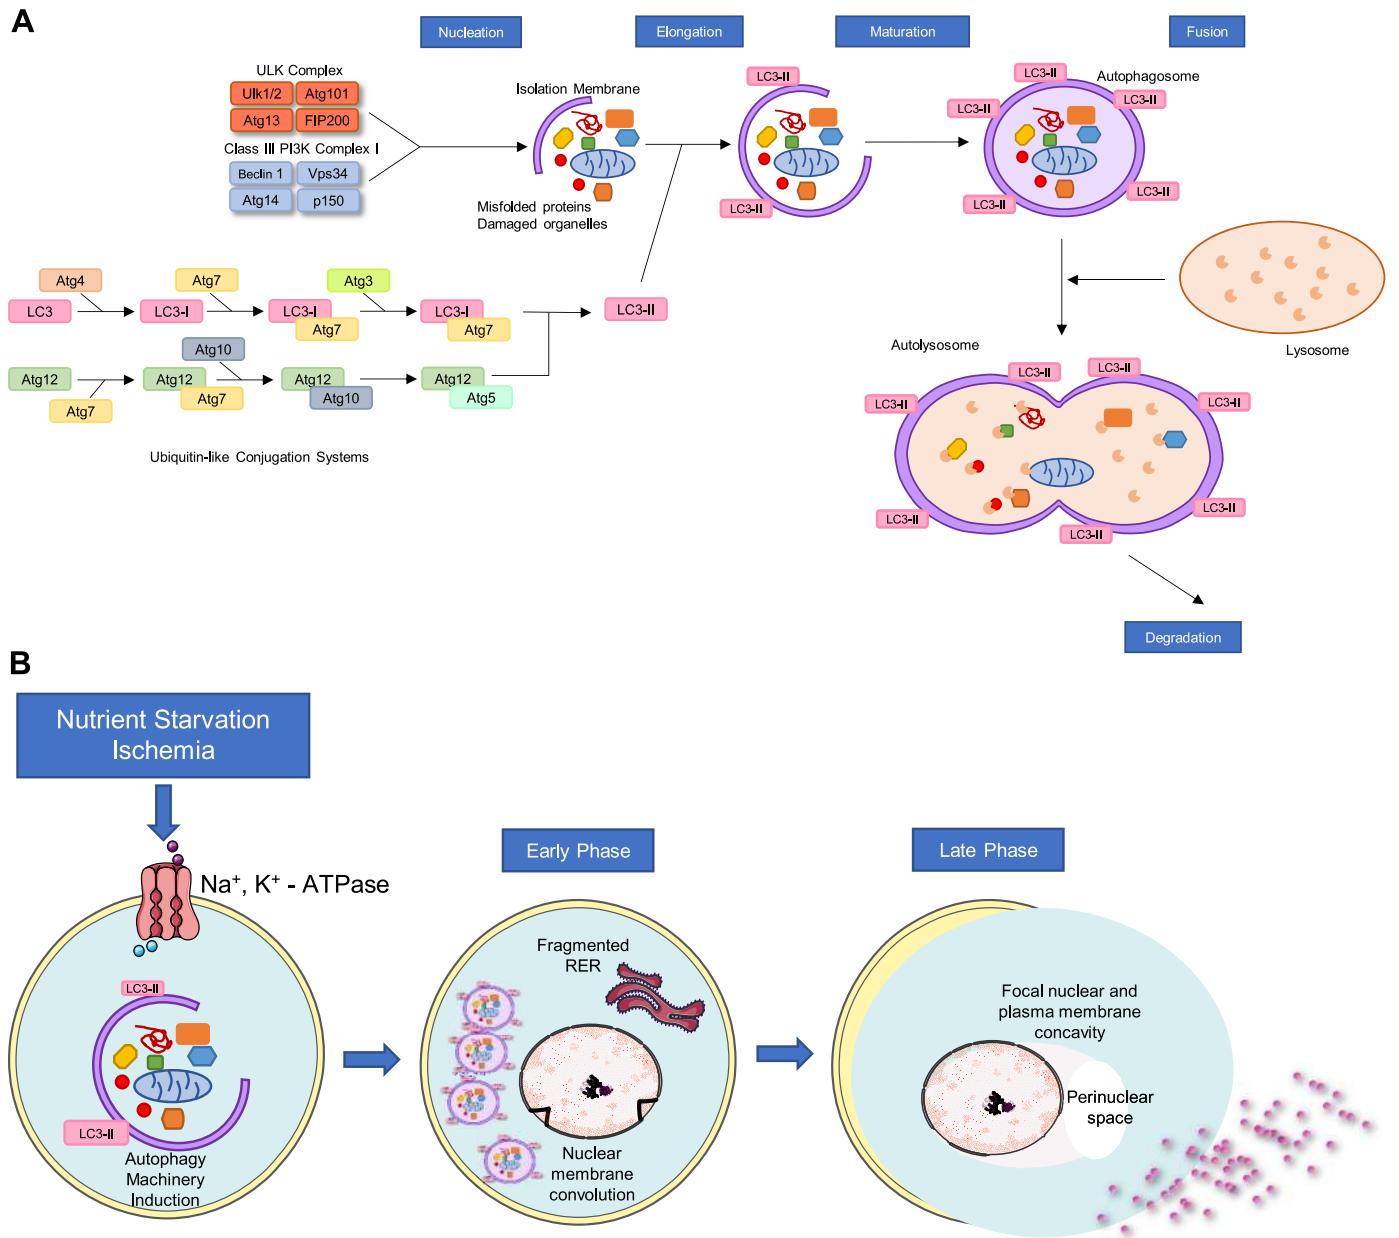 A
Nucleation
Elongation
Maturation
Fusion
ULK Complex
Ulk1/2
Atg101
Atg13
FIP200
Class III PI3K Complex I
Beclin 1
Vps34
Atg14
p150
Isolation Membrane
Misfolded proteins
Damaged organelles
LC3-II
LC3-II
Autophagosome
LC3-II
LC3-II
LC3-II
LC3-II
LC3-II
Atg4
Atg7
Atg3
LC3
LC3-I
LC3-I
Atg7
LC3-I
Atg7
LC3-II
Atg10
Atg12
Atg7
Atg12
Atg7
Atg12
Atg10
Atg12
Atg5
Ubiquitin-like Conjugation Systems
Lysosome
Autolysosome
LC3-II
LC3-II
LC3-II
LC3-II
LC3-II
LC3-II
LC3-II
Degradation
B
Nutrient Starvation
Ischemia
Na⁺, K⁺ - ATPase
LC3-II
LC3-II
Autophagy
Machinery
Induction
Early Phase
Fragmented
RER
Nuclear
membrane
convolution
Late Phase
Focal nuclear and
plasma membrane
concavity
Perinuclear
space